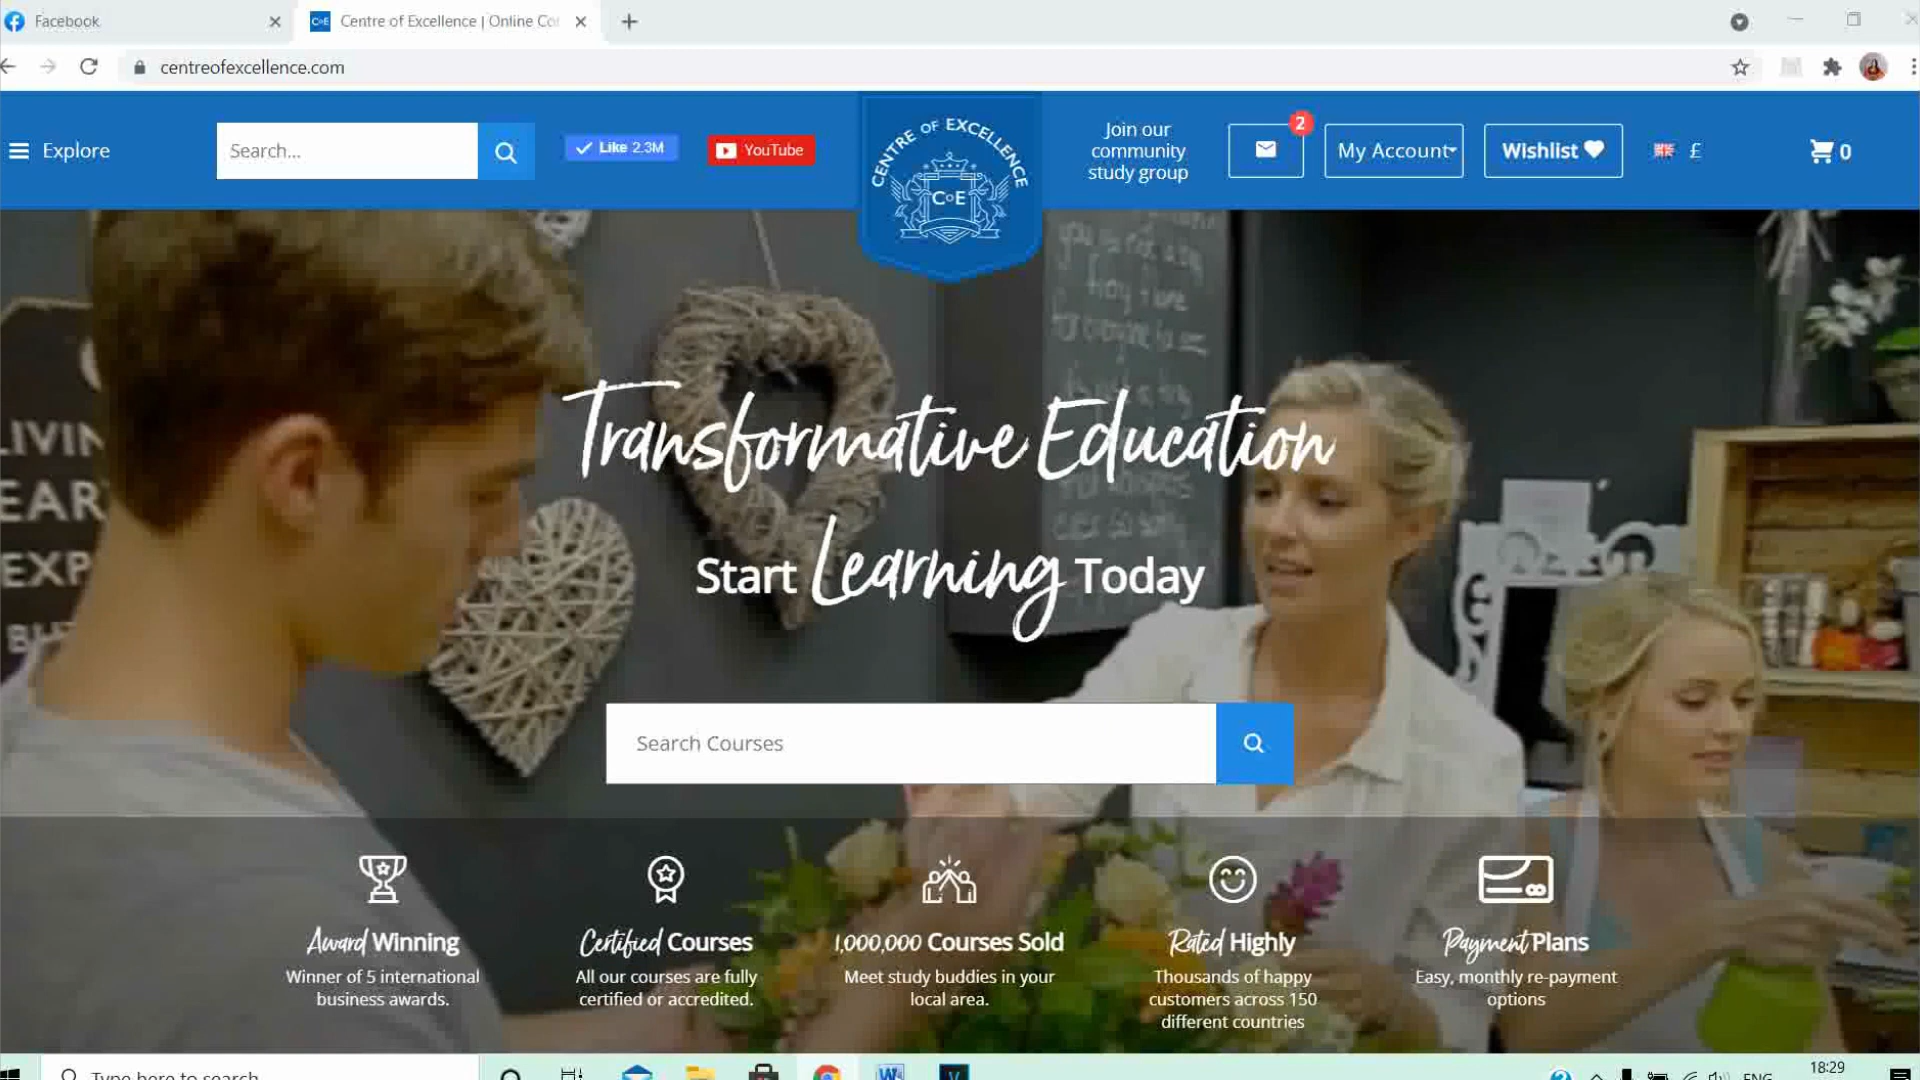 Facebook
Centre of Excellence | Online Co
centreofexcellence.com
Explore
Search...
Like 2.3M
YouTube
CENTRE OF EXCELLENCE
CoE
Join our
community
study group
2
My Account
Wishlist
£
0
LIVIN
EAR
EXP
Transformative Education
Start Learning Today
Search Courses
Award Winning
Winner of 5 international
business awards.
Certified Courses
All our courses are fully
certified or accredited.
1,000,000 Courses Sold
Meet study buddies in your
local area.
Rated Highly
Thousands of happy
customers across 150
different countries
Payment Plans
Easy, monthly re-payment
options
Type here to search
ENG
18:29